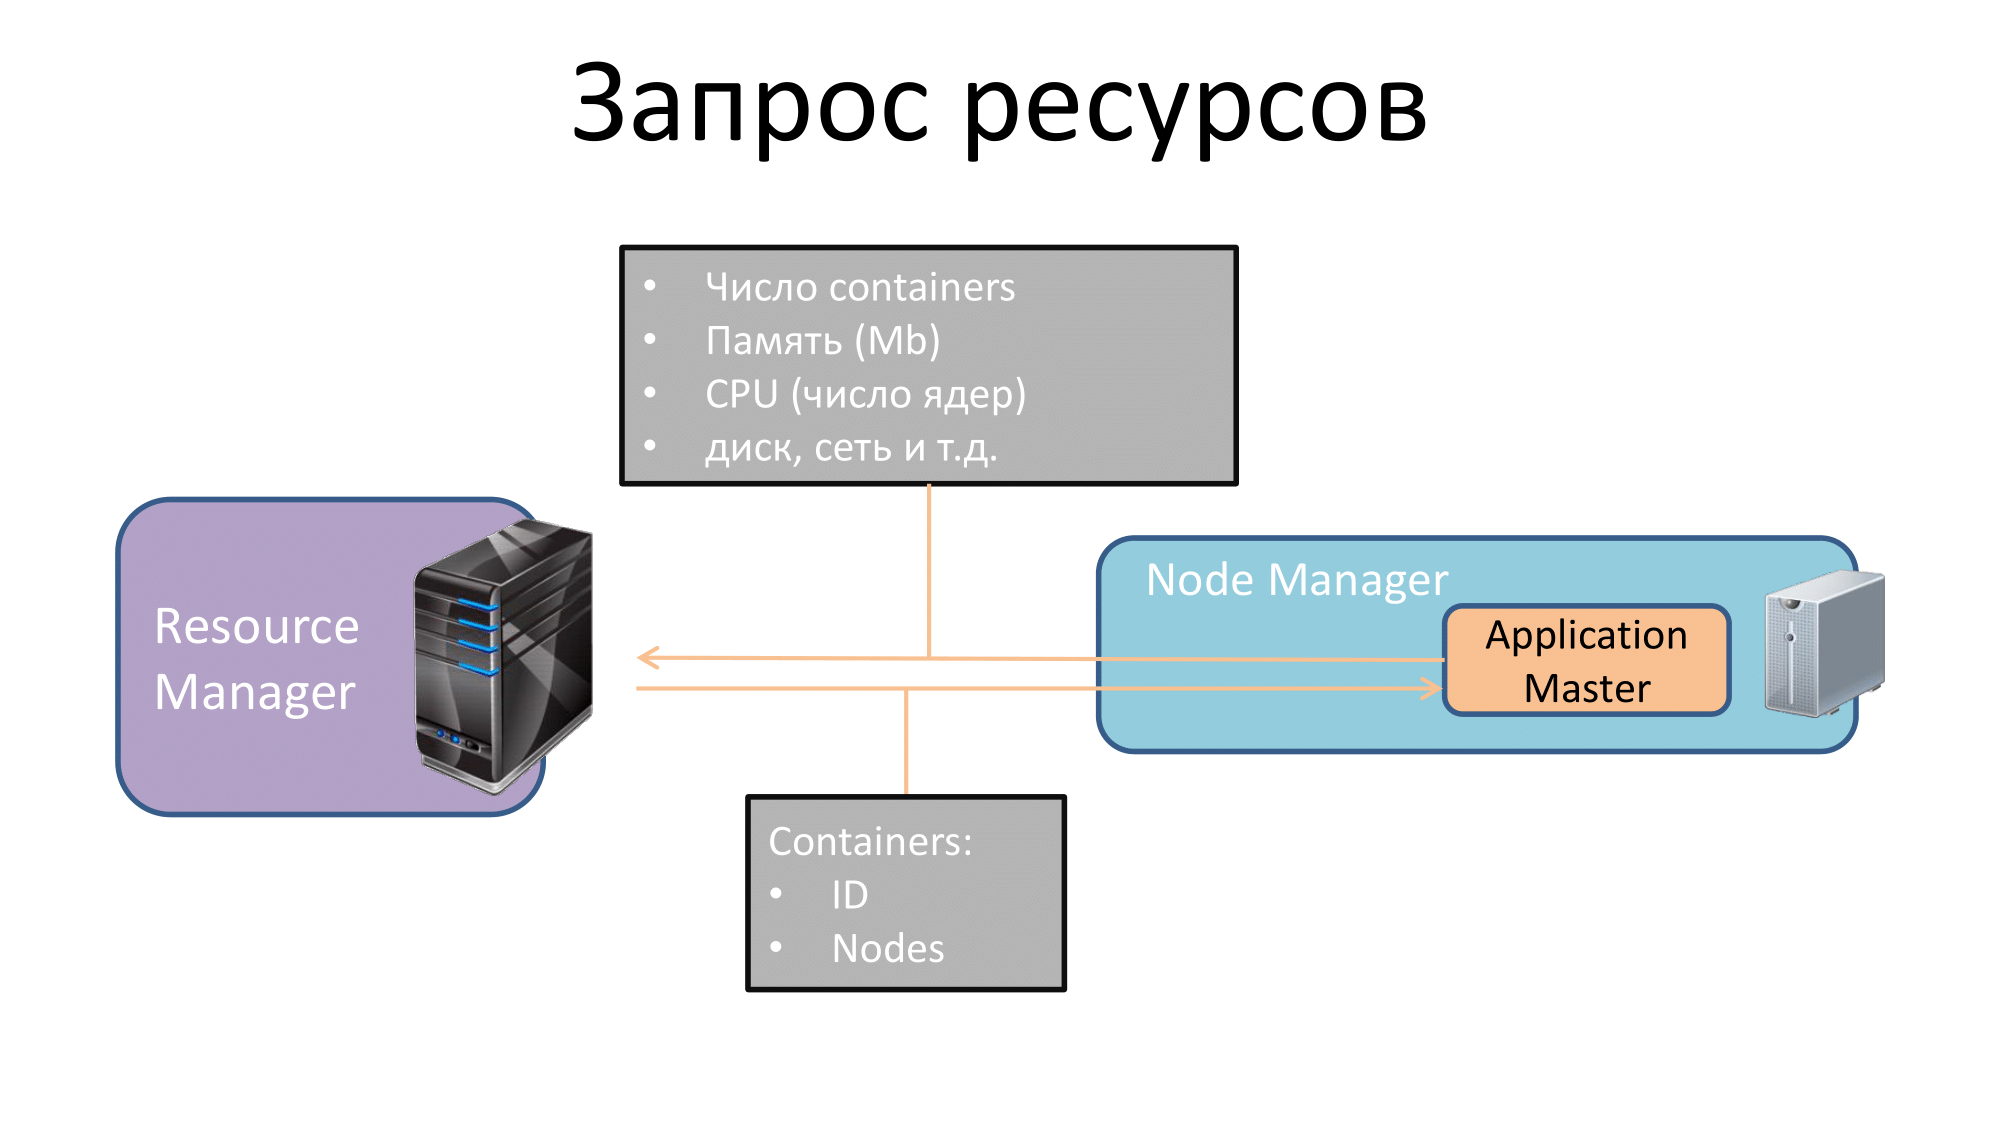 Запрос ресурсов
• Число containers
• Память (Mb)
• CPU (число ядер)
• диск, сеть и т.д.
Resource
Manager
Node Manager
Application
Master
Containers:
• ID
• Nodes